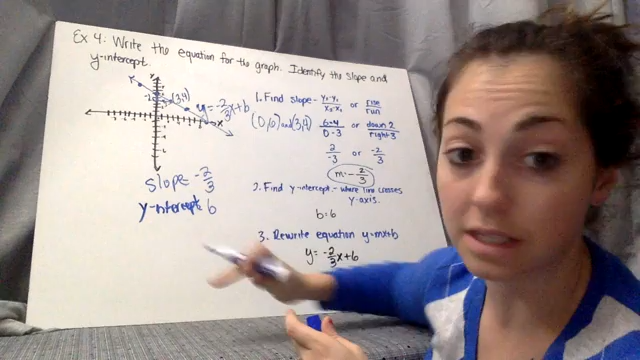 Ex 4: Write the equation for the graph. Identify the slope and
y-intercept.
(3,4)
y = -2/3x+b
slope = -2/3
y-intercept: 6
1. Find slope - y₂-y₁/x₂-x₁ or rise/run
(0,6) and (3,4) 6-4/0-3 or down 2/right 3
2/-3 or -2/3
m = -2/3
2. Find y-intercept - where line crosses
y-axis.
b=6
3. Rewrite equation y=mx+b
y = -2/3x+6